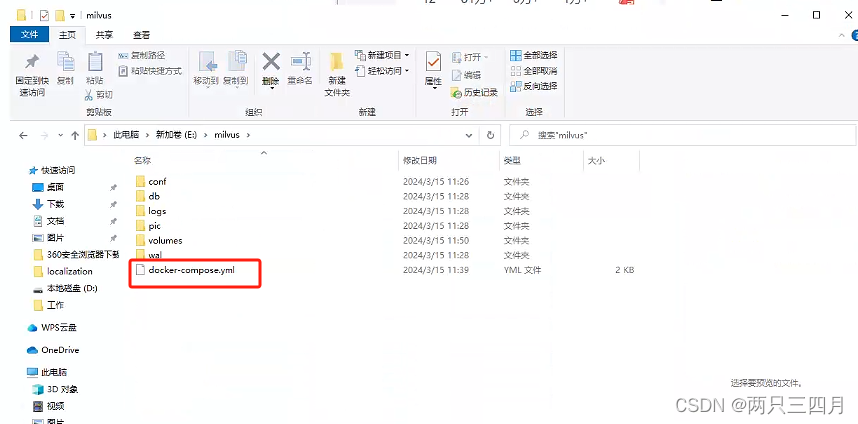 milvus
文件
主页
共享
查看
固定到快速访问
复制
粘贴
复制路径
粘贴快捷方式
剪切
剪贴板
移动到
复制到
删除
重命名
组织
新建文件夹
新建项目
轻松访问
新建
属性
打开
编辑
历史记录
打开
全部选择
全部取消
反向选择
选择
此电脑 > 新加卷 (E:) > milvus >
搜索"milvus"
名称 修改日期 类型 大小
快速访问
桌面
下载
文档
图片
360安全浏览器下载
localization
本地磁盘 (D:)
工作
WPS云盘
OneDrive
此电脑
3D 对象
视频
图片
conf 2024/3/15 11:26 文件夹
db 2024/3/15 11:28 文件夹
logs 2024/3/15 11:28 文件夹
pic 2024/3/15 11:28 文件夹
volumes 2024/3/15 11:50 文件夹
wal 2024/3/15 11:28 文件夹
docker-compose.yml 2024/3/15 11:39 YML 文件 2 KB
选择要预览的文件。
CSDN @两只三四月